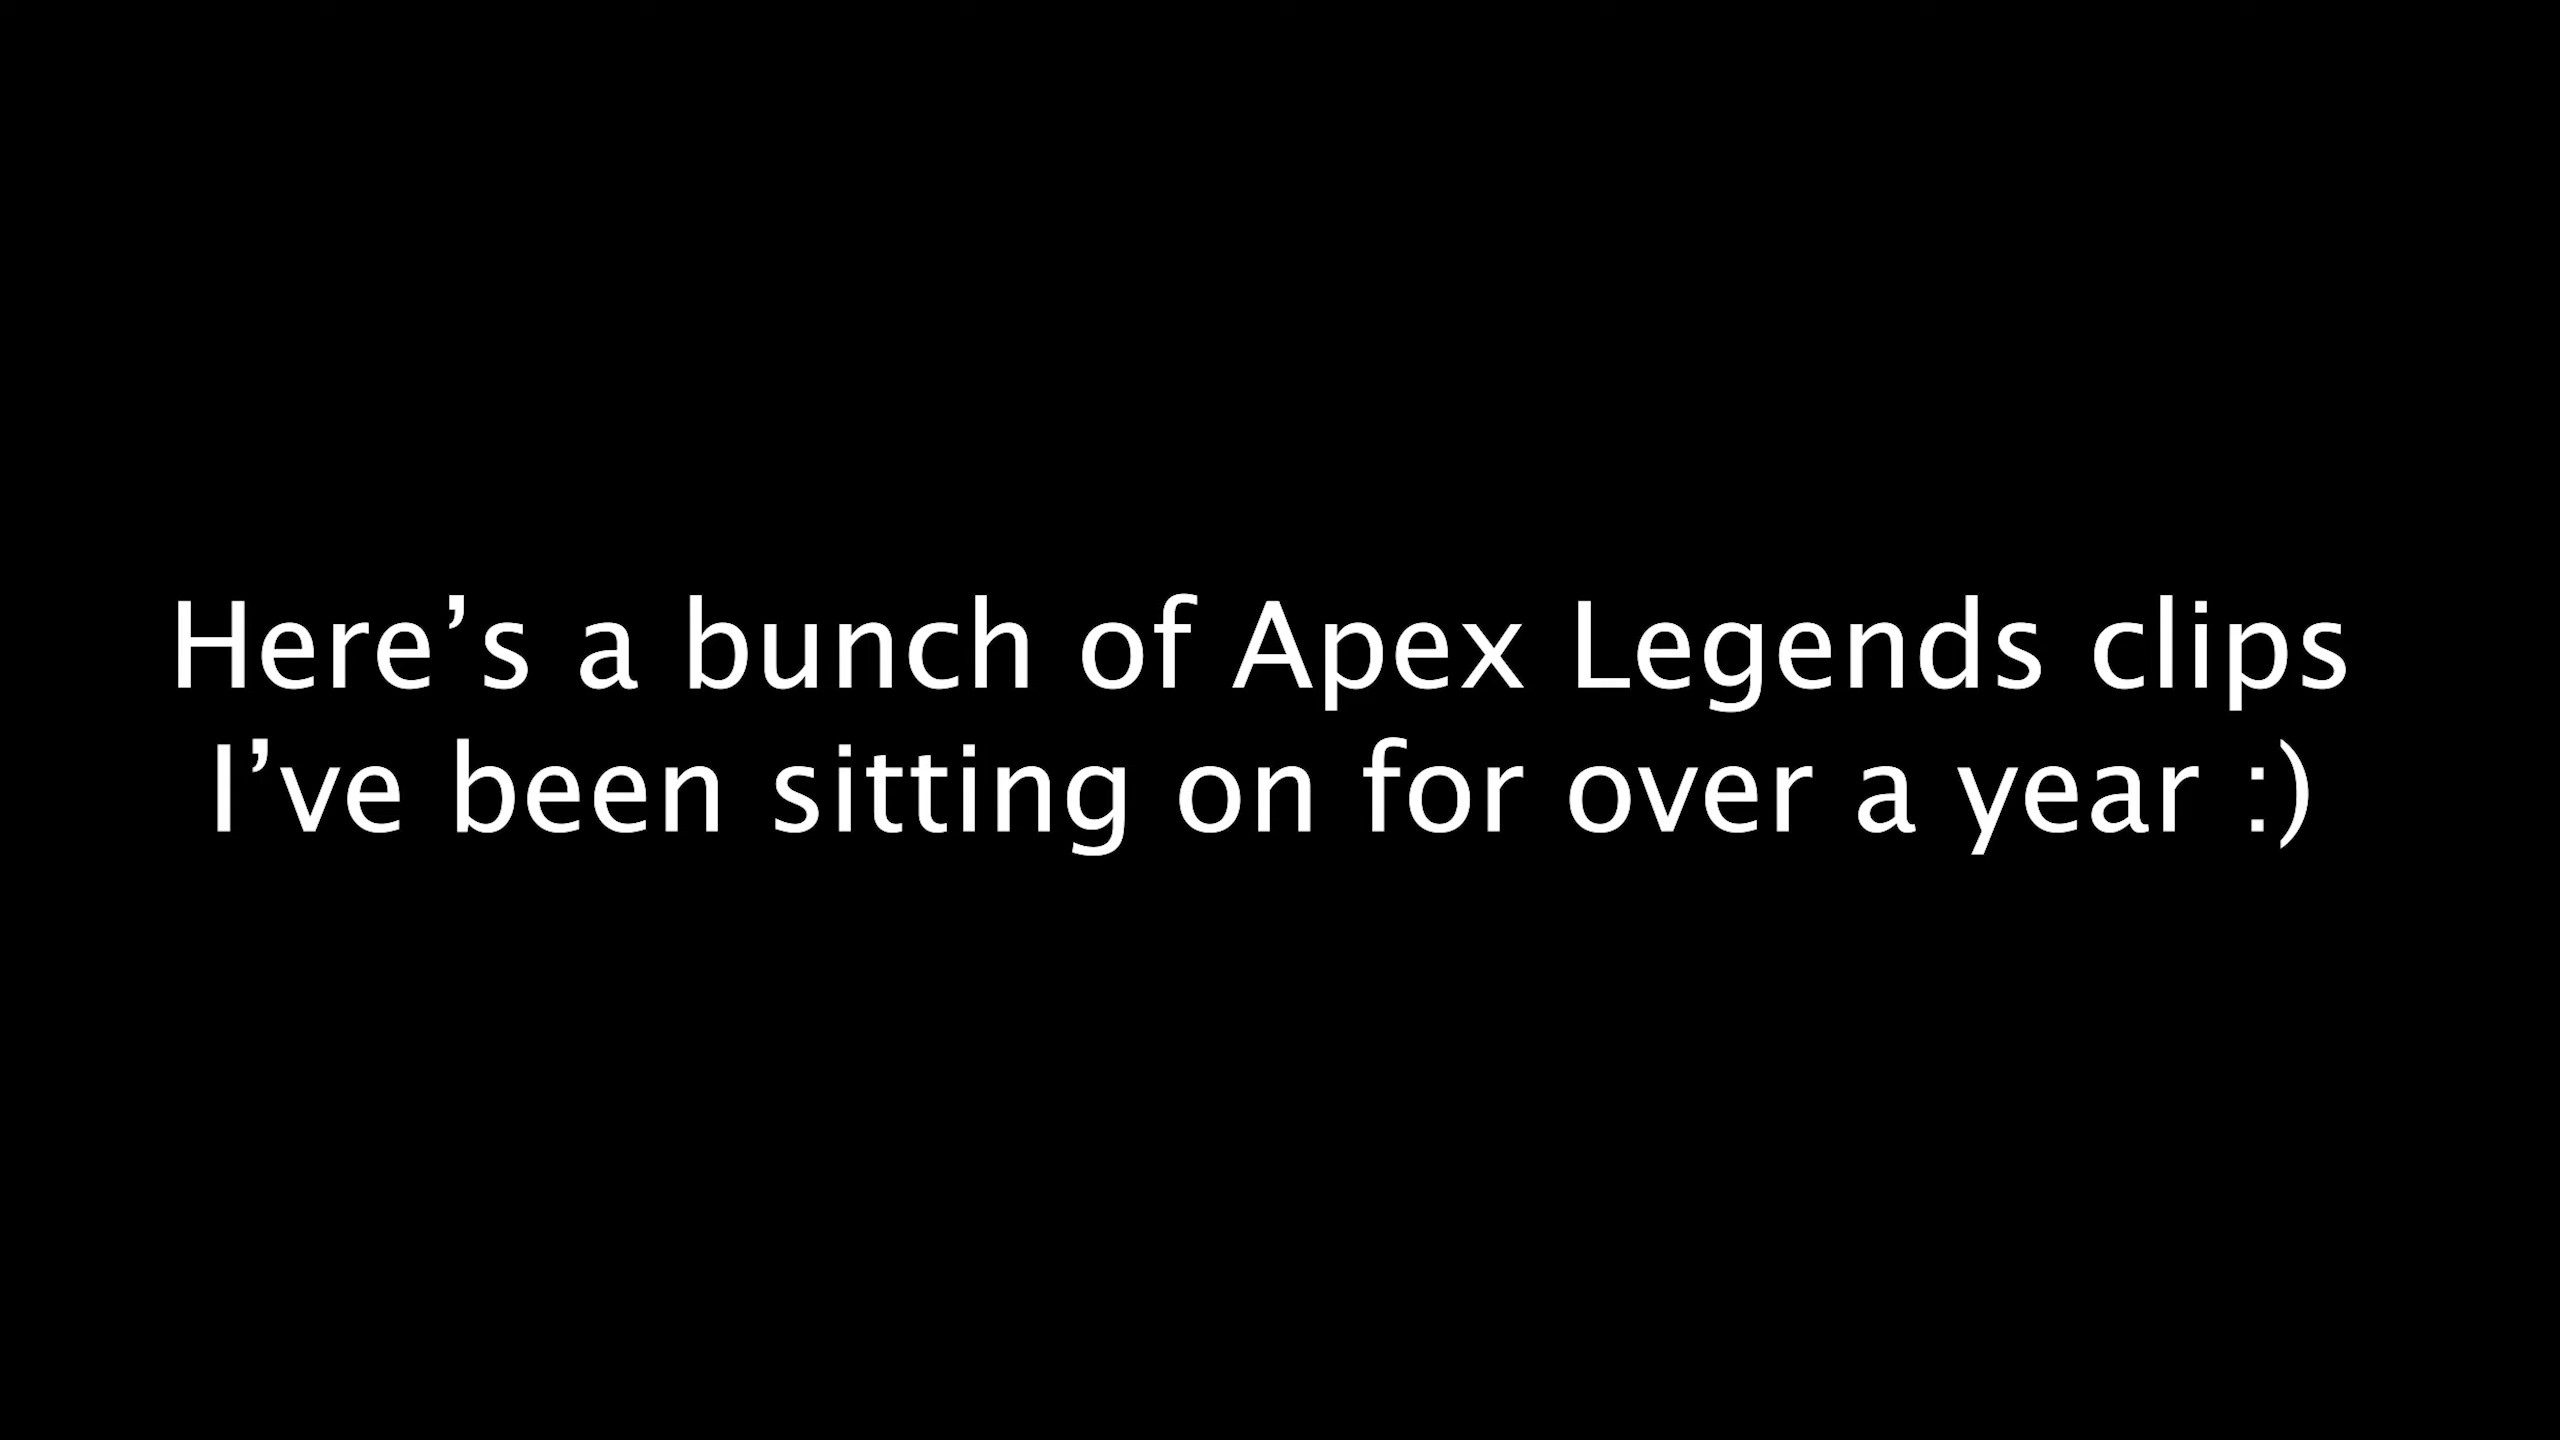 Here’s a bunch of Apex Legends clips
I’ve been sitting on for over a year :)